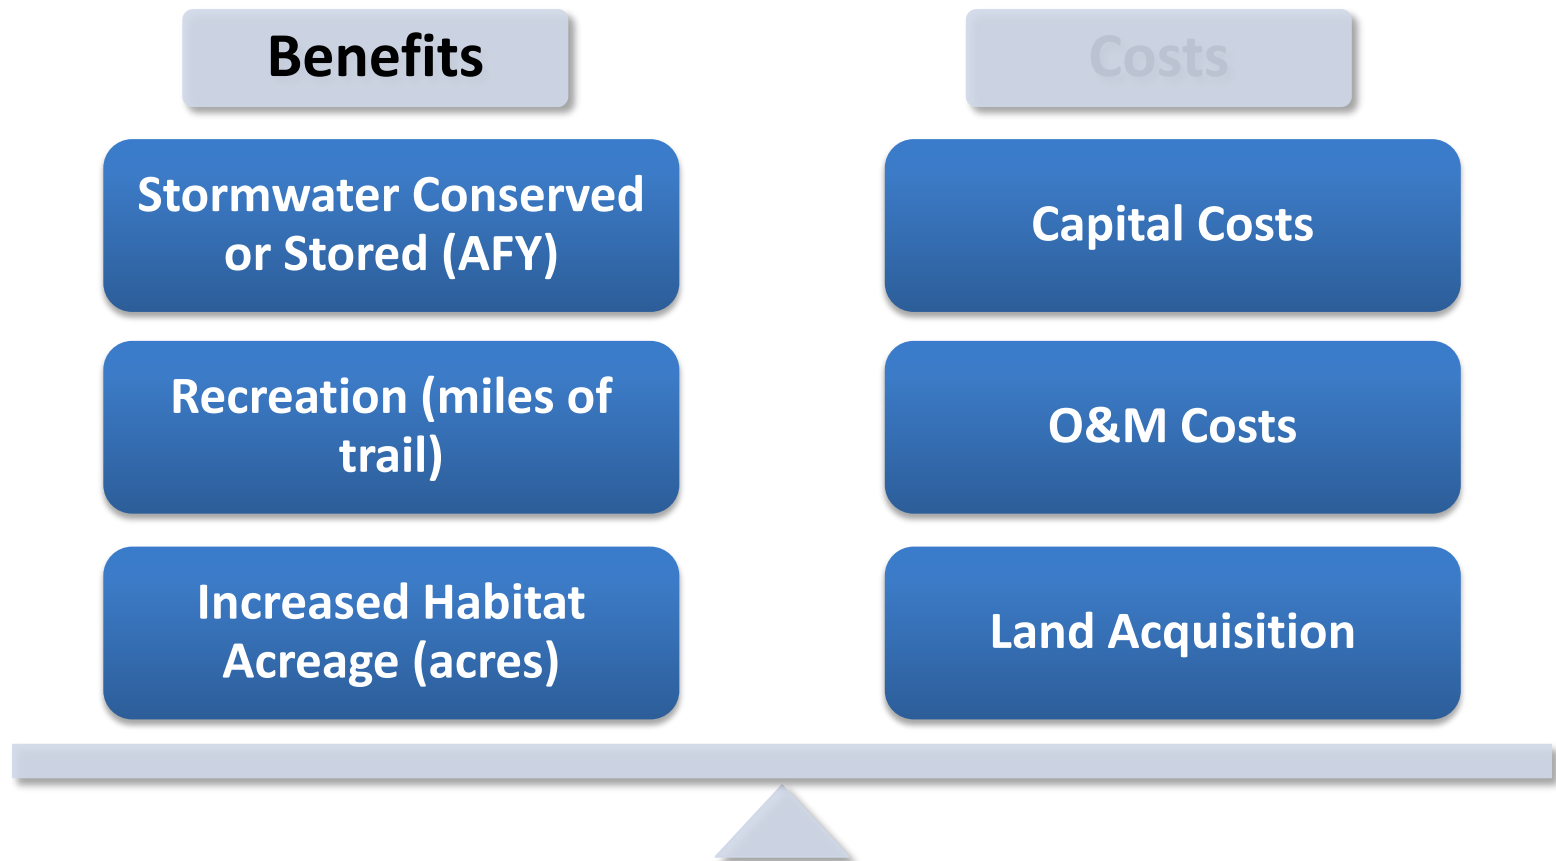 Benefits
Stormwater Conserved
or Stored (AFY)
Recreation (miles of
trail)
Increased Habitat
Acreage (acres)
Costs
Capital Costs
O&M Costs
Land Acquisition